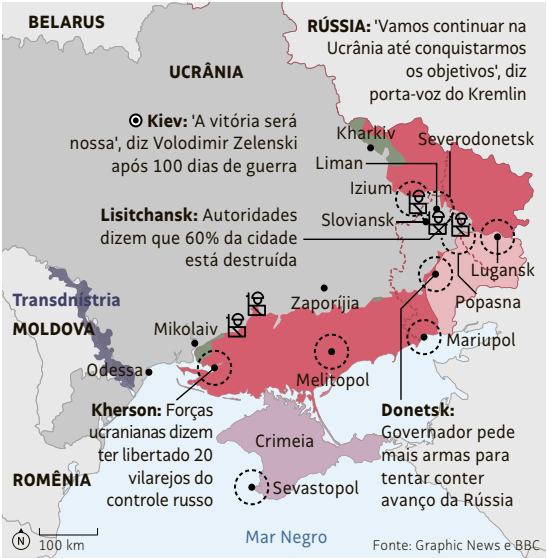 BELARUS
RÚSSIA: 'Vamos continuar na
Ucrânia até conquistarmos
os objetivos', diz
porta-voz do Kremlin
UCRÂNIA
Kiev: 'A vitória será
nossa', diz Volodimir Zelenski
após 100 dias de guerra
Kharkiv
Severodonetsk
Liman
Izium
Lisitchansk: Autoridades
dizem que 60% da cidade
está destruída
Sloviansk
Lugansk
Popasna
Transdnístria
MOLDOVA
Zaporíjia
Mikolaiv
Mariupol
Odessa
Melitopol
Kherson: Forças
ucranianas dizem
ter libertado 20
vilarejos do
controle russo
Crimeia
Donetsk:
Governador pede
mais armas para
tentar conter
avanço da Rússia
ROMÊNIA
Sevastopol
Mar Negro
N
100 km
Fonte: Graphic News e BBC